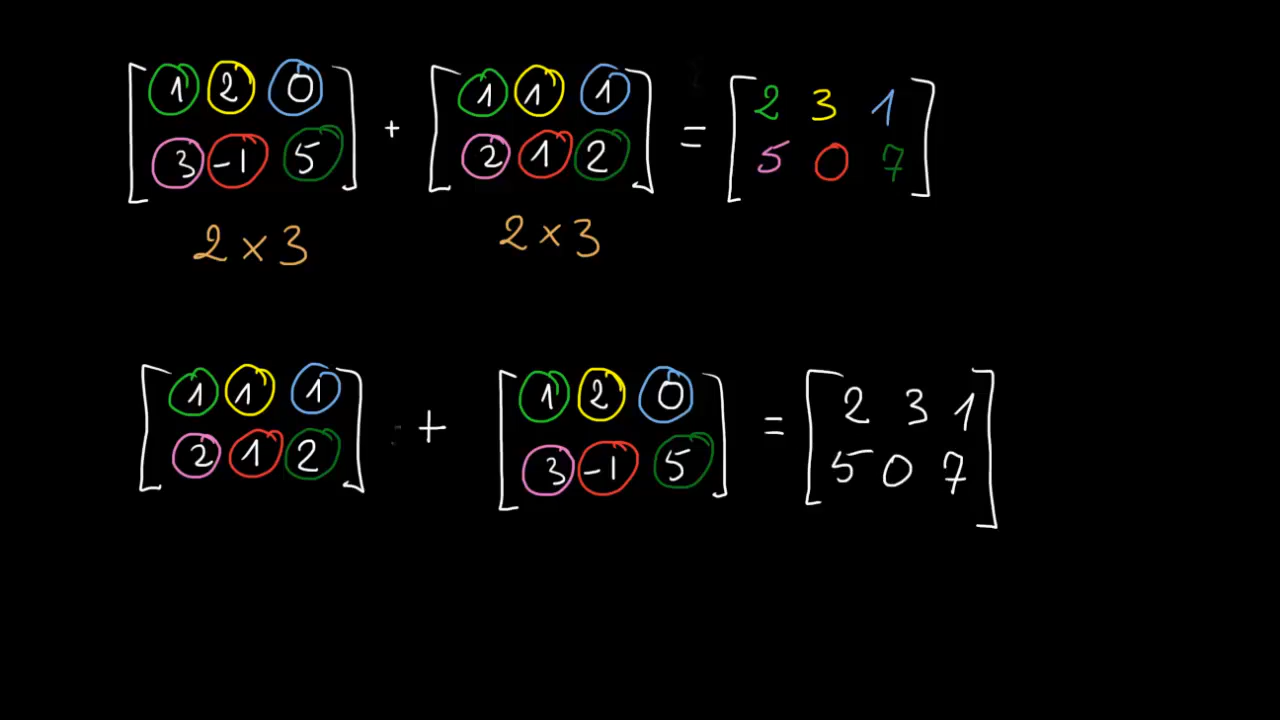 [1 2 0] + [1 1 1] = [2 3 1]
[3 -1 5] [2 1 2] [5 0 7]
2 × 3 2 × 3
[1 1 1] + [1 2 0] = [2 3 1]
[2 1 2] [3 -1 5] [5 0 7]